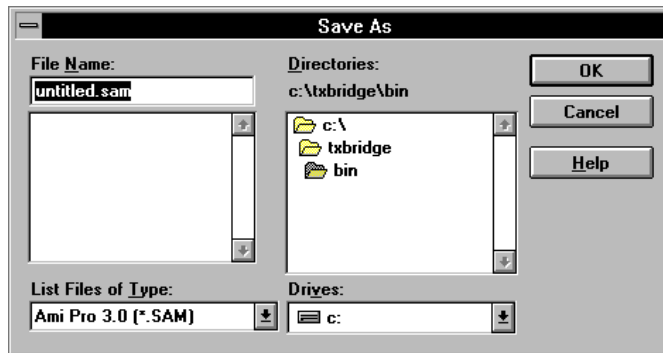 Save As
File Name:
untitled.sam
Directories:
c:\txbridge\bin
c:\
txbridge
bin
OK
Cancel
Help
List Files of Type:
Ami Pro 3.0 (*.SAM)
Drives:
c: